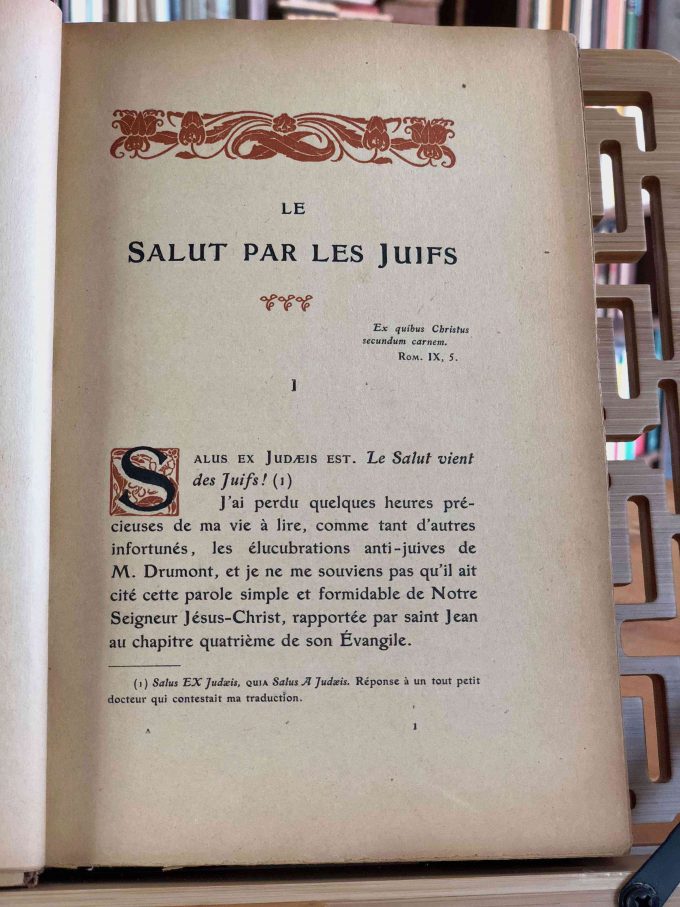 LE
SALUT PAR LES JUIFS
Ex quibus Christus
secundum carnem.
ROM. IX, 5.
I
SALUS EX JUDÆIS EST. Le Salut vient
des Juifs! (1)
J'ai perdu quelques heures pré-
cieuses de ma vie à lire, comme tant d'autres
infortunés, les élucubrations anti-juives de
M. Drumont, et je ne me souviens pas qu'il ait
cité cette parole simple et formidable de Notre
Seigneur Jésus-Christ, rapportée par saint Jean
au chapitre quatrième de son Évangile.
(1) Salus EX Judæis, QUIA Salus A Judæis. Réponse à un tout petit
docteur qui contestait ma traduction.
A 1